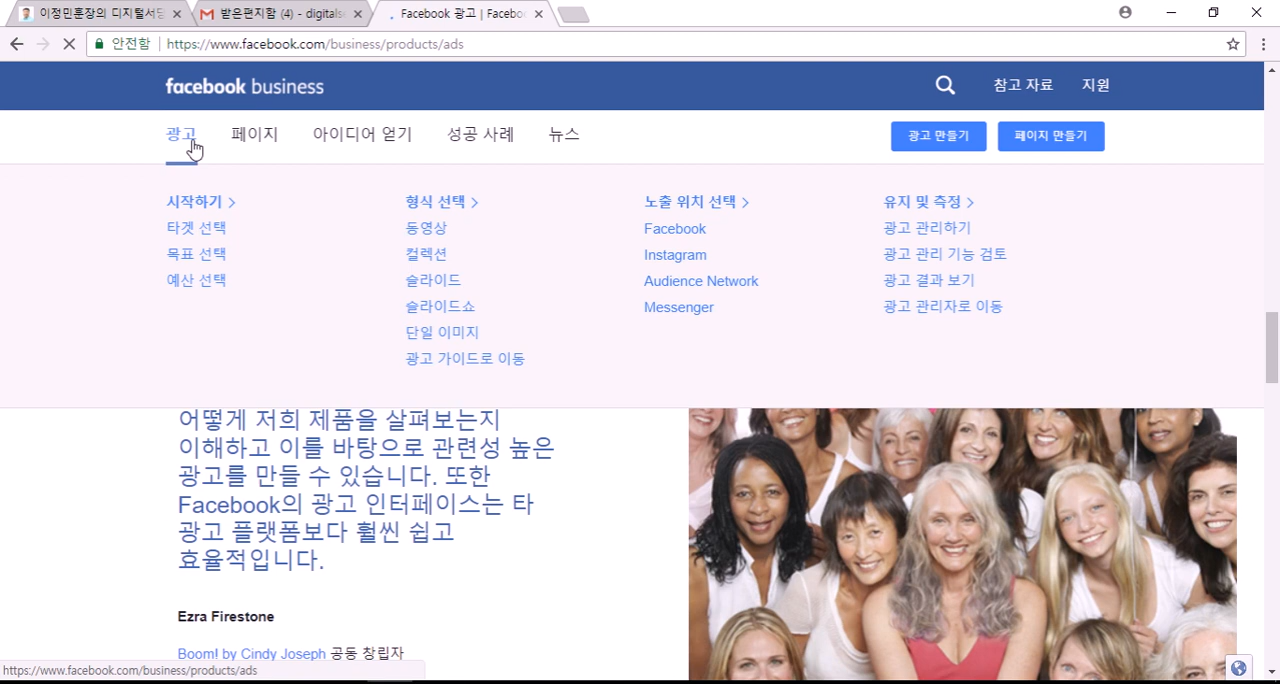 이정민훈장의 디지털서당
받은편지함 (4) - digitalse
Facebook 광고 | Facebo
안전함 | https://www.facebook.com/business/products/ads
facebook business
참고 자료
지원
광고
페이지
아이디어 얻기
성공 사례
뉴스
광고 만들기
페이지 만들기
시작하기 >
타겟 선택
목표 선택
예산 선택
형식 선택 >
동영상
컬렉션
슬라이드
슬라이드쇼
단일 이미지
광고 가이드로 이동
노출 위치 선택 >
Facebook
Instagram
Audience Network
Messenger
유지 및 측정 >
광고 관리하기
광고 관리 기능 검토
광고 결과 보기
광고 관리자로 이동
어떻게 저희 제품을 살펴보는지
이해하고 이를 바탕으로 관련성 높은
광고를 만들 수 있습니다. 또한
Facebook의 광고 인터페이스는 타
광고 플랫폼보다 훨씬 쉽고
효율적입니다.
Ezra Firestone
Boom! by Cindy Joseph 공동 창립자
https://www.facebook.com/business/products/ads